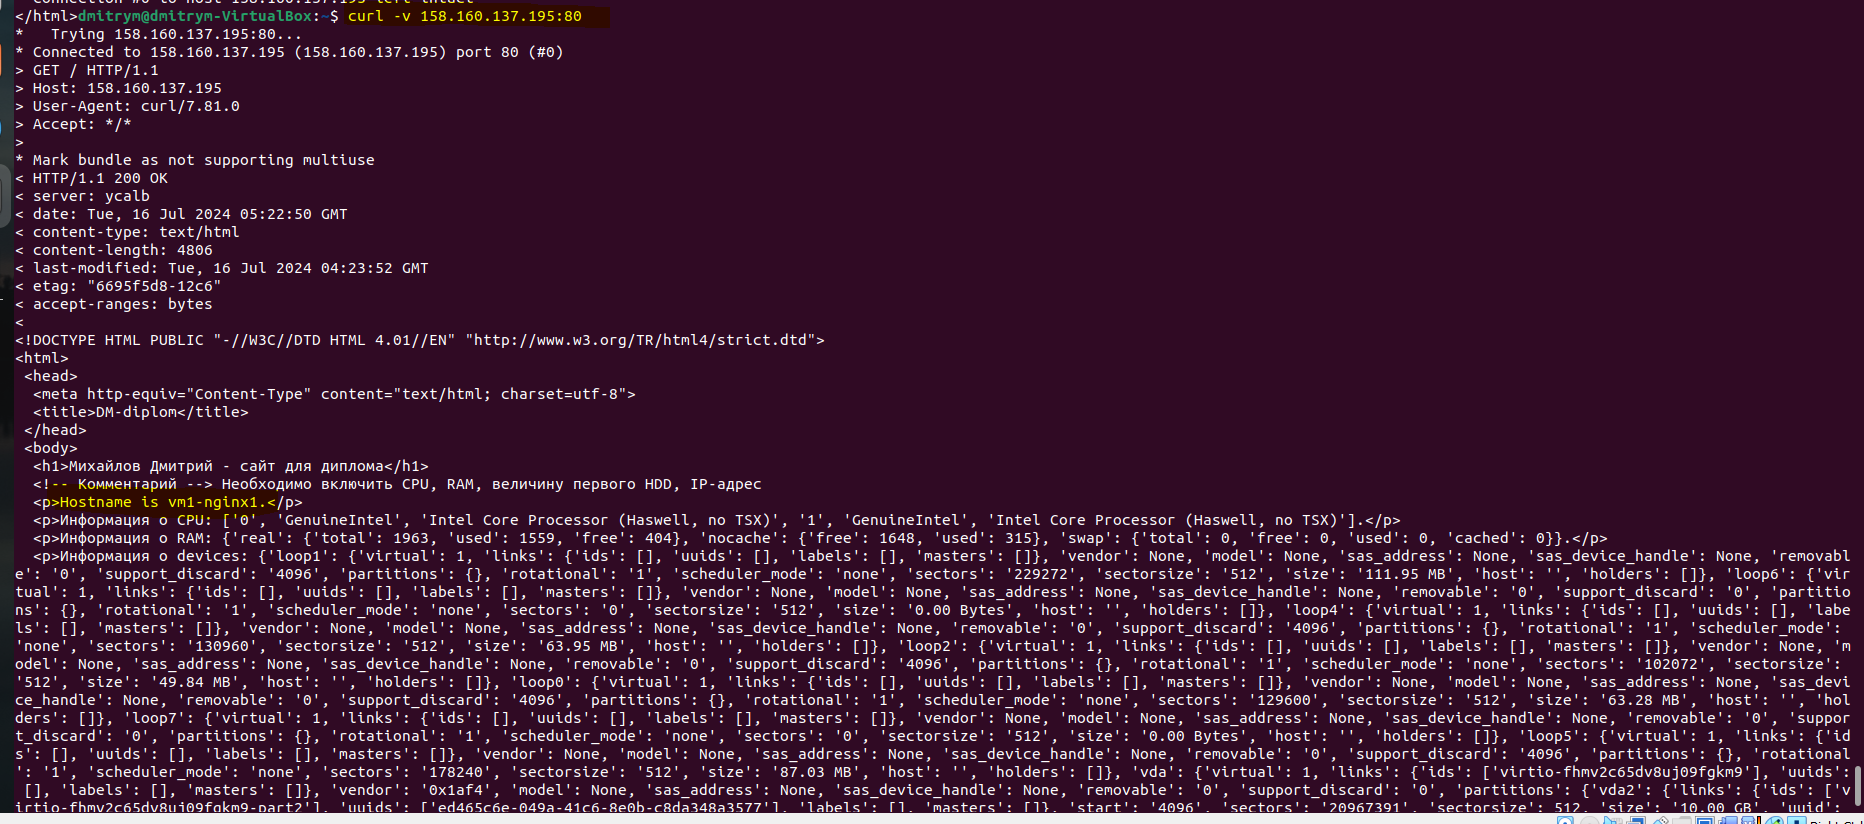 </html>dmitrym@dmitrym-VirtualBox:~$ curl -v 158.160.137.195:80
*   Trying 158.160.137.195:80...
* Connected to 158.160.137.195 (158.160.137.195) port 80 (#0)
> GET / HTTP/1.1
> Host: 158.160.137.195
> User-Agent: curl/7.81.0
> Accept: */*
>
* Mark bundle as not supporting multiuse
< HTTP/1.1 200 OK
< server: ycalb
< date: Tue, 16 Jul 2024 05:22:50 GMT
< content-type: text/html
< content-length: 4806
< last-modified: Tue, 16 Jul 2024 04:23:52 GMT
< etag: "6695f5d8-12c6"
< accept-ranges: bytes
<
<!DOCTYPE HTML PUBLIC "-//W3C//DTD HTML 4.01//EN" "http://www.w3.org/TR/html4/strict.dtd">
<html>
 <head>
  <meta http-equiv="Content-Type" content="text/html; charset=utf-8">
  <title>DM-diplom</title>
 </head>
 <body>
  <h1>Михайлов Дмитрий - сайт для диплома</h1>
  <!-- Комментарий --> Необходимо включить CPU, RAM, величину первого HDD, IP-адрес
  <p>Hostname is vm1-nginx1.</p>
  <p>Информация о CPU: ['0', 'GenuineIntel', 'Intel Core Processor (Haswell, no TSX)', '1', 'GenuineIntel', 'Intel Core Processor (Haswell, no TSX)'].</p>
  <p>Информация о RAM: {'real': {'total': 1963, 'used': 1559, 'free': 404}, 'nocache': {'free': 1648, 'used': 315}, 'swap': {'total': 0, 'free': 0, 'used': 0, 'cached': 0}}.</p>
  <p>Информация о devices: {'loop1': {'virtual': 1, 'links': {'ids': [], 'uuids': [], 'labels': [], 'masters': []}, 'vendor': None, 'model': None, 'sas_address': None, 'sas_device_handle': None, 'removabl
e': '0', 'support_discard': '4096', 'partitions': {}, 'rotational': '1', 'scheduler_mode': 'none', 'sectors': '229272', 'sectorsize': '512', 'size': '111.95 MB', 'host': '', 'holders': []}, 'loop6': {'vir
tual': 1, 'links': {'ids': [], 'uuids': [], 'labels': [], 'masters': []}, 'vendor': None, 'model': None, 'sas_address': None, 'sas_device_handle': None, 'removable': '0', 'support_discard': '0', 'partitio
ns': {}, 'rotational': '1', 'scheduler_mode': 'none', 'sectors': '0', 'sectorsize': '512', 'size': '0.00 Bytes', 'host': '', 'holders': []}, 'loop4': {'virtual': 1, 'links': {'ids': [], 'uuids': [], 'labe
ls': [], 'masters': []}, 'vendor': None, 'model': None, 'sas_address': None, 'sas_device_handle': None, 'removable': '0', 'support_discard': '4096', 'partitions': {}, 'rotational': '1', 'scheduler_mode':
'none', 'sectors': '130960', 'sectorsize': '512', 'size': '63.95 MB', 'host': '', 'holders': []}, 'loop2': {'virtual': 1, 'links': {'ids': [], 'uuids': [], 'labels': [], 'masters': []}, 'vendor': None, 'm
odel': None, 'sas_address': None, 'sas_device_handle': None, 'removable': '0', 'support_discard': '4096', 'partitions': {}, 'rotational': '1', 'scheduler_mode': 'none', 'sectors': '102072', 'sectorsize':
'512', 'size': '49.84 MB', 'host': '', 'holders': []}, 'loop0': {'virtual': 1, 'links': {'ids': [], 'uuids': [], 'labels': [], 'masters': []}, 'vendor': None, 'model': None, 'sas_address': None, 'sas_devi
ce_handle': None, 'removable': '0', 'support_discard': '4096', 'partitions': {}, 'rotational': '1', 'scheduler_mode': 'none', 'sectors': '129600', 'sectorsize': '512', 'size': '63.28 MB', 'host': '', 'hol
ders': []}, 'loop7': {'virtual': 1, 'links': {'ids': [], 'uuids': [], 'labels': [], 'masters': []}, 'vendor': None, 'model': None, 'sas_address': None, 'sas_device_handle': None, 'removable': '0', 'suppor
t_discard': '0', 'partitions': {}, 'rotational': '1', 'scheduler_mode': 'none', 'sectors': '0', 'sectorsize': '512', 'size': '0.00 Bytes', 'host': '', 'holders': []}, 'loop5': {'virtual': 1, 'links': {'id
s': [], 'uuids': [], 'labels': [], 'masters': []}, 'vendor': None, 'model': None, 'sas_address': None, 'sas_device_handle': None, 'removable': '0', 'support_discard': '4096', 'partitions': {}, 'rotational
': '1', 'scheduler_mode': 'none', 'sectors': '178240', 'sectorsize': '512', 'size': '87.03 MB', 'host': '', 'holders': []}, 'vda': {'virtual': 1, 'links': {'ids': ['virtio-fhmv2c65dv8uj09fgkm9'], 'uuids':
 [], 'labels': [], 'masters': []}, 'vendor': '0x1af4', 'model': None, 'sas_address': None, 'sas_device_handle': None, 'removable': '0', 'support_discard': '0', 'partitions': {'vda2': {'links': {'ids': ['v
irtio-fhmv2c65dv8uj09fgkm9-part2'], 'uuids': ['ed465c6e-049a-41c6-8e0b-c8da348a3577'], 'labels': [], 'masters': []}, 'start': '4096', 'sectors': '20967391', 'sectorsize': 512, 'size': '10.00 GB', 'uuid':